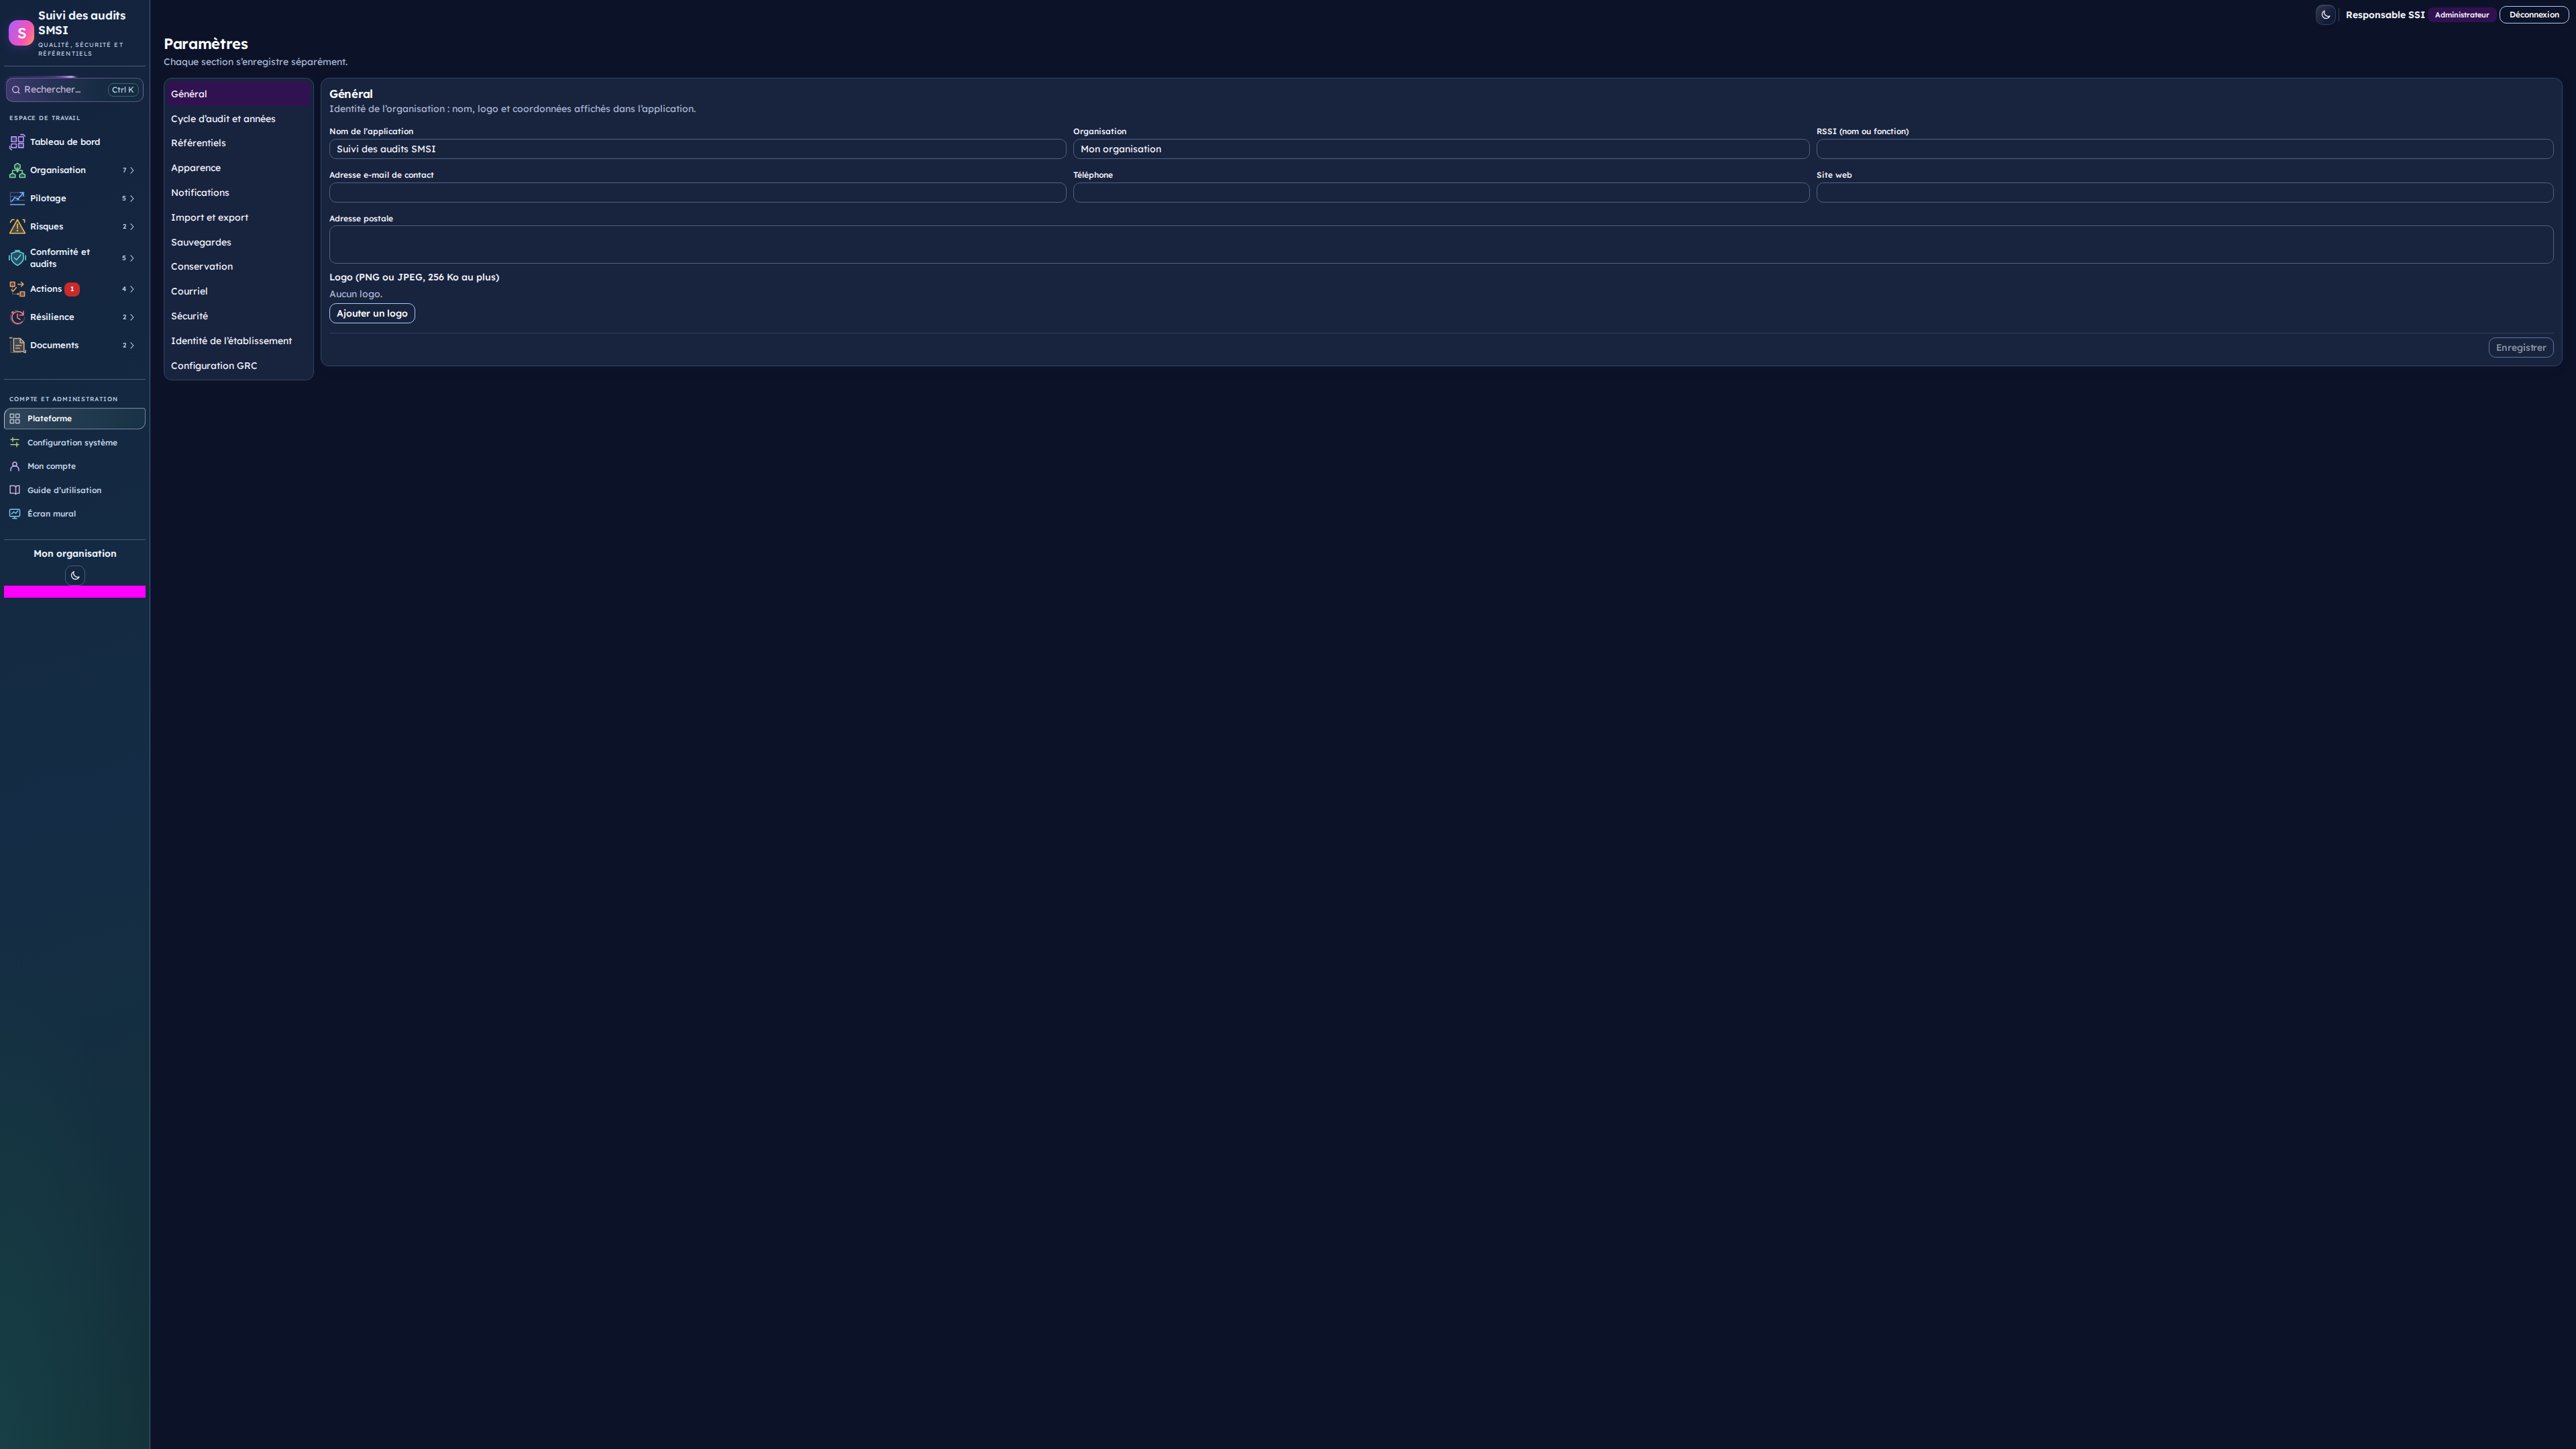 Suivi des audits
SMSI
QUALITÉ, SÉCURITÉ ET
RÉFÉRENTIELS
S
Rechercher...
Ctrl K
ESPACE DE TRAVAIL
Tableau de bord
Organisation
7
Pilotage
5
Risques
2
Conformité et
audits
5
Actions
1
4
Résilience
2
Documents
2
COMPTE ET ADMINISTRATION
Plateforme
Configuration système
Mon compte
Guide d’utilisation
Écran mural
Mon organisation
Responsable SSI
Administrateur
Déconnexion
Paramètres
Chaque section s’enregistre séparément.
Général
Cycle d’audit et années
Référentiels
Apparence
Notifications
Import et export
Sauvegardes
Conservation
Courriel
Sécurité
Identité de l’établissement
Configuration GRC
Général
Identité de l’organisation : nom, logo et coordonnées affichés dans l’application.
Nom de l’application
Organisation
RSSI (nom ou fonction)
Suivi des audits SMSI
Mon organisation
Adresse e-mail de contact
Téléphone
Site web
Adresse postale
Logo (PNG ou JPEG, 256 Ko au plus)
Aucun logo.
Ajouter un logo
Enregistrer